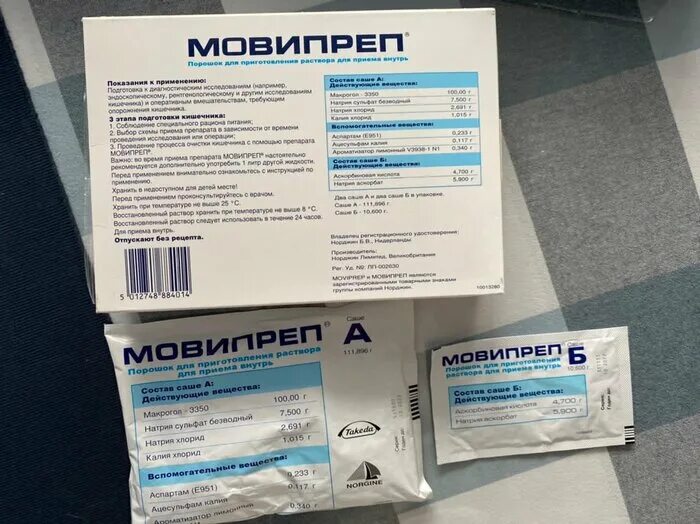 МОВИПРЕП®
Порошок для приготовления раствора для приема внутрь
Показания к применению:
Подготовка к диагностическим исследованиям (например,
эндоскопическому, рентгенологическому и другим исследованиям
кишечника) и оперативным вмешательствам, требующим
опорожнения кишечника.
3 этапа подготовки кишечника:
1. Соблюдение специального рациона питания;
2. Выбор схемы приема препарата в зависимости от времени
проведения исследования или операции;
3. Проведение процесса очистки кишечника с помощью препарата
МОВИПРЕП®.
Важно: во время приема препарата МОВИПРЕП® настоятельно
рекомендуется дополнительно употребить 1 литр другой жидкости.
Перед применением внимательно ознакомьтесь с инструкцией по
применению.
Хранить в недоступном для детей месте!
Перед применением проконсультируйтесь с врачом.
Хранить при температуре не выше 25 °С.
Восстановленный раствор хранить при температуре не выше 8 °С.
Восстановленный раствор следует использовать в течение 24 часов.
Для приема внутрь.
Отпускают без рецепта.
5 012748 884014
Состав саше А:
Действующие вещества:
Макрогол - 3350 100,00 г
Натрия сульфат безводный 7,500 г
Натрия хлорид 2,691 г
Калия хлорид 1,015 г
Вспомогательные вещества:
Аспартам (Е951) 0,233 г
Ацесульфам калия 0,117 г
Ароматизатор лимонный V3938-1 N1 0,340 г
Состав саше Б:
Действующие вещества:
Аскорбиновая кислота 4,700 г
Натрия аскорбат 5,900 г
Два саше А и два саше Б в упаковке.
Саше А - 111,896 г.
Саше Б - 10,600 г.
Владелец регистрационного удостоверения:
Норджин Б.В., Нидерланды
Производитель:
Норджин Лимитед, Великобритания
Рег. Уд. №: ЛП-002630
MOVIPREP и МОВИПРЕП являются
зарегистрированными товарными знаками
группы компаний Норджин.
10013280
МОВИПРЕП®
Саше
А
111,896 г
Порошок для приготовления раствора
для приема внутрь
Состав саше А:
Действующие вещества:
Макрогол - 3350 100,00 г
Натрия сульфат безводный 7,500 г
Натрия хлорид 2,691 г
Калия хлорид 1,015 г
Вспомогательные вещества:
Аспартам (Е951) 0,233 г
Ацесульфам калия 0,117 г
Ароматизатор лимонный 0,340 г
Takeda
NORGINE
Серия:
Годен до:
МОВИПРЕП®
Саше
Б
10,600 г
Порошок для приготовления
раствора для приема внутрь
Состав саше Б:
Действующие вещества:
Аскорбиновая кислота 4,700 г
Натрия аскорбат 5,900 г
Серия:
Годен до: